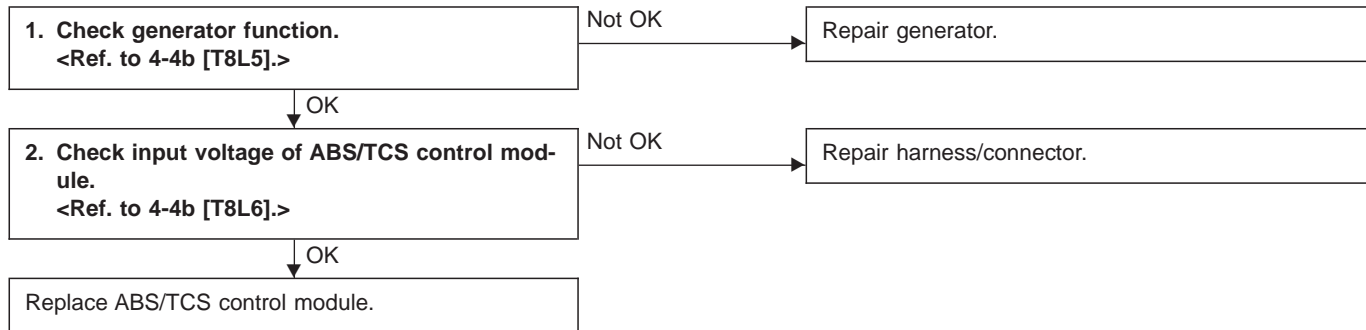 1. Check generator function.
<Ref. to 4-4b [T8L5].>
Not OK
Repair generator.
OK
2. Check input voltage of ABS/TCS control mod-
ule.
<Ref. to 4-4b [T8L6].>
Not OK
Repair harness/connector.
OK
Replace ABS/TCS control module.